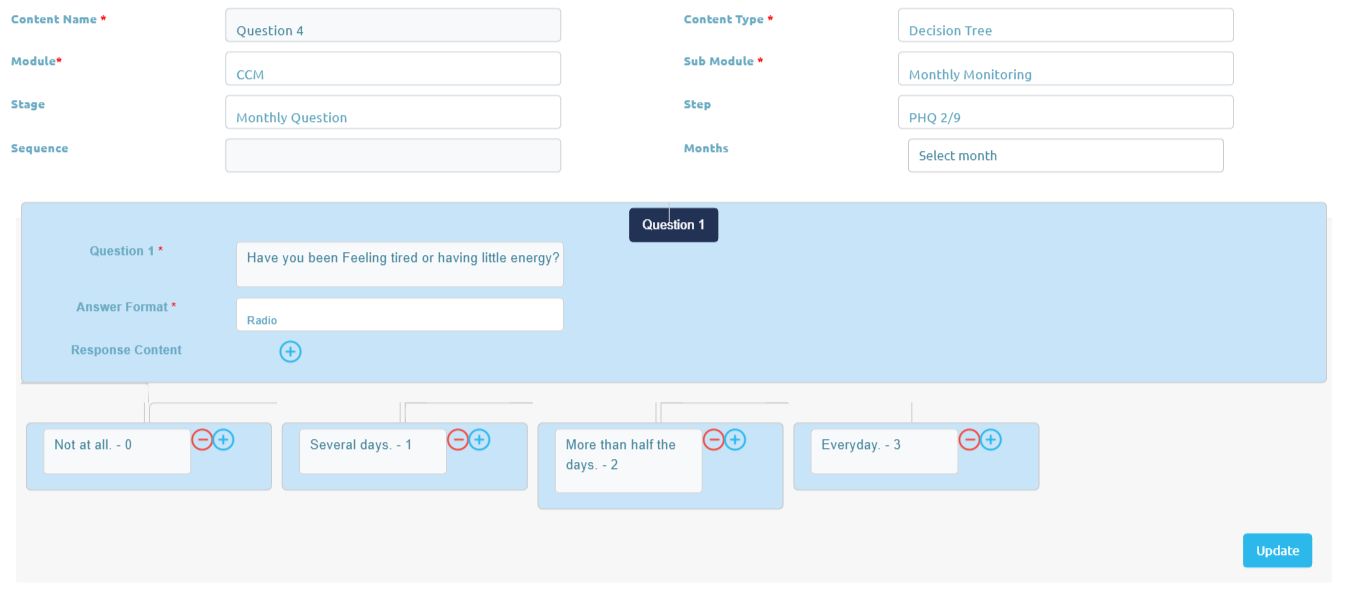 Content Name *
Question 4
Content Type *
Decision Tree
Module*
CCM
Sub Module *
Monthly Monitoring
Stage
Monthly Question
Step
PHQ 2/9
Sequence
Months
Select month
Question 1
Question 1 *
Have you been Feeling tired or having little energy?
Answer Format *
Radio
Response Content
Not at all. - 0
Several days. - 1
More than half the
days. - 2
Everyday. - 3
Update